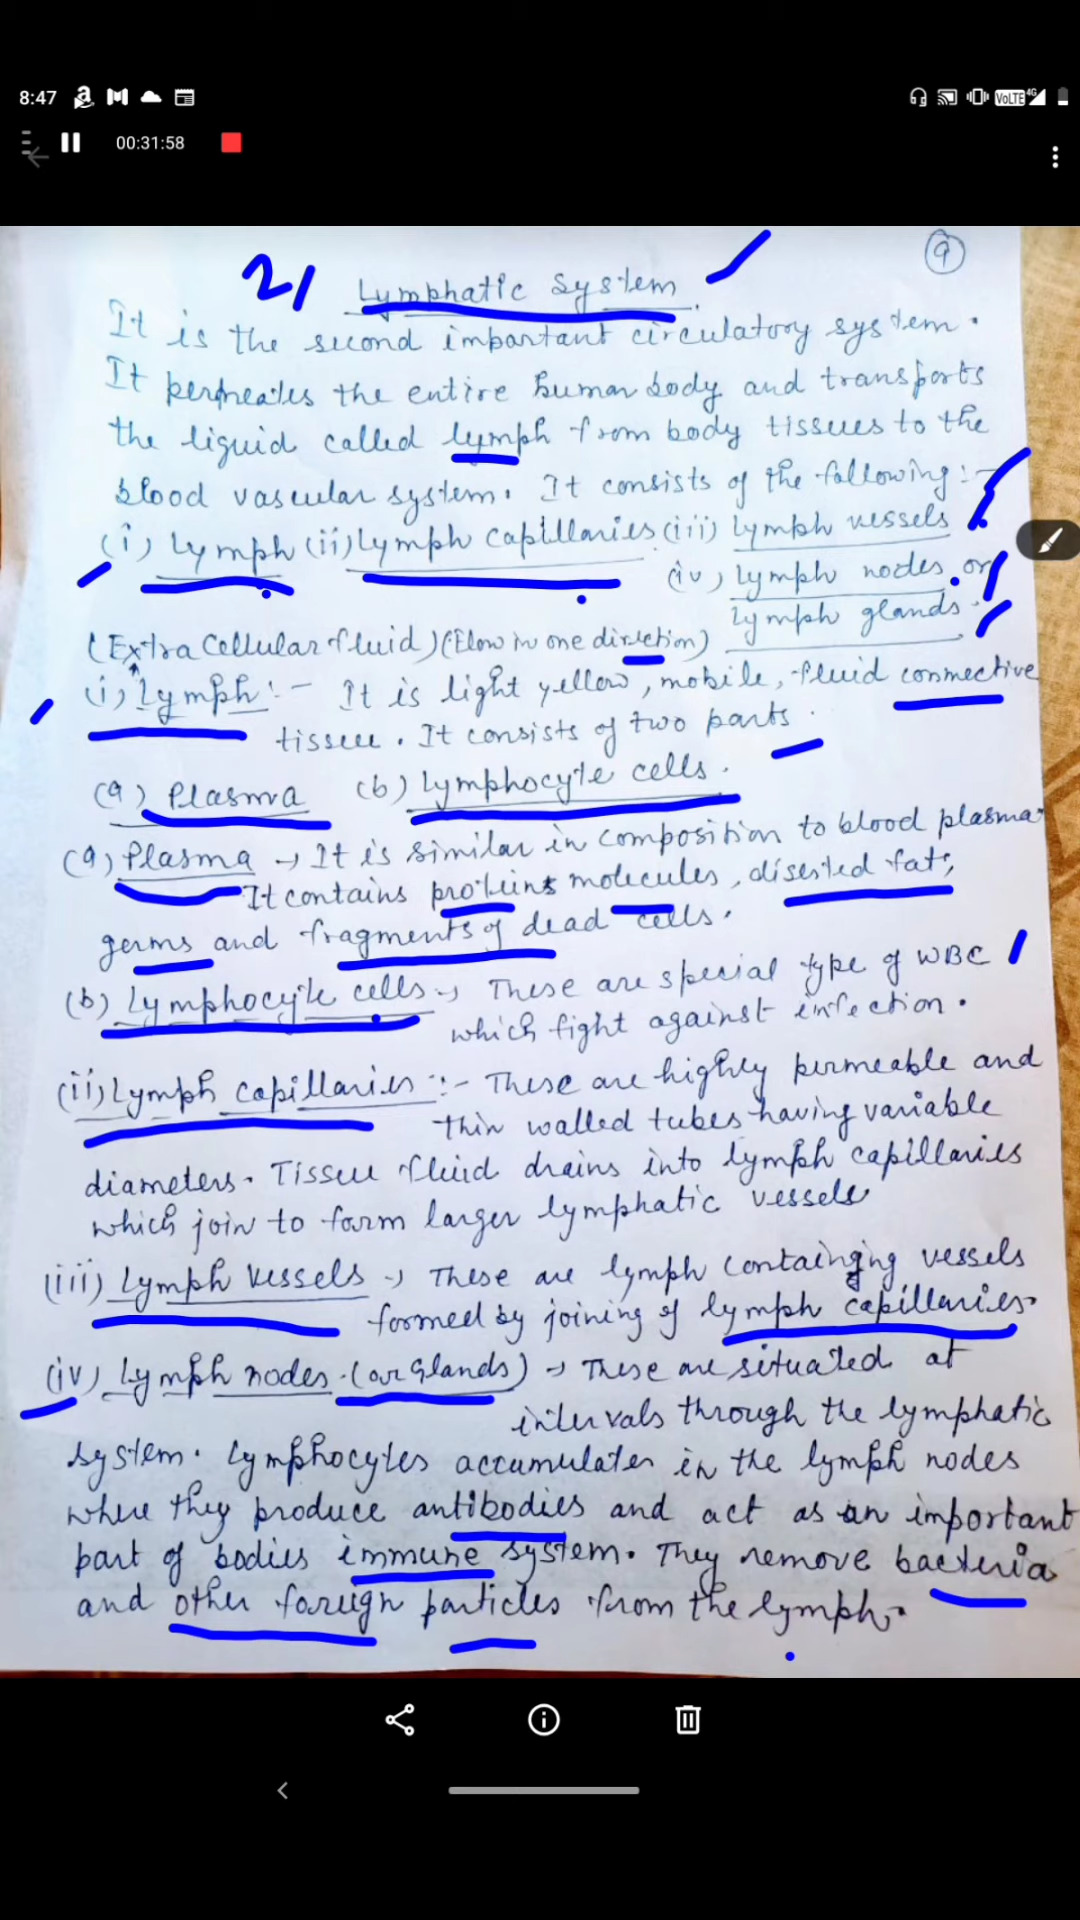 8:47
VoLTE 4G
00:31:58
9
2) Lymphatic System
It is the second important circulatory system.
It permeates the entire human body and transports
the liquid called lymph from body tissues to the
blood vascular system. It consists of the following:-
(i) Lymph (ii) Lymph capillaries (iii) Lymph vessels
(iv) Lymph nodes or
Lymph glands.
(Extra Cellular fluid) (Flow in one direction)
(i) Lymph:- It is light yellow, mobile, fluid connective
tissue. It consists of two parts.
(a) Plasma (b) Lymphocyte cells.
(a) Plasma → It is similar in composition to blood plasma.
It contains proteins molecules, disested fats,
germs and fragments of dead cells.
(b) Lymphocyte cells → These are special type of WBC
which fight against infection.
(ii) Lymph capillaries:- These are highly permeable and
thin walled tubes having variable
diameters. Tissue fluid drains into lymph capillaries
which join to form larger lymphatic vessels
(iii) Lymph Vessels → These are lymph containging vessels
formed by joining of lymph capillaries.
(iv) Lymph nodes (or Glands) → These are situated at
intervals through the lymphatic
system. Lymphocytes accumulates in the lymph nodes
where they produce antibodies and act as an important
part of bodies immune system. They remove bacteria
and other foreign particles from the lymph.